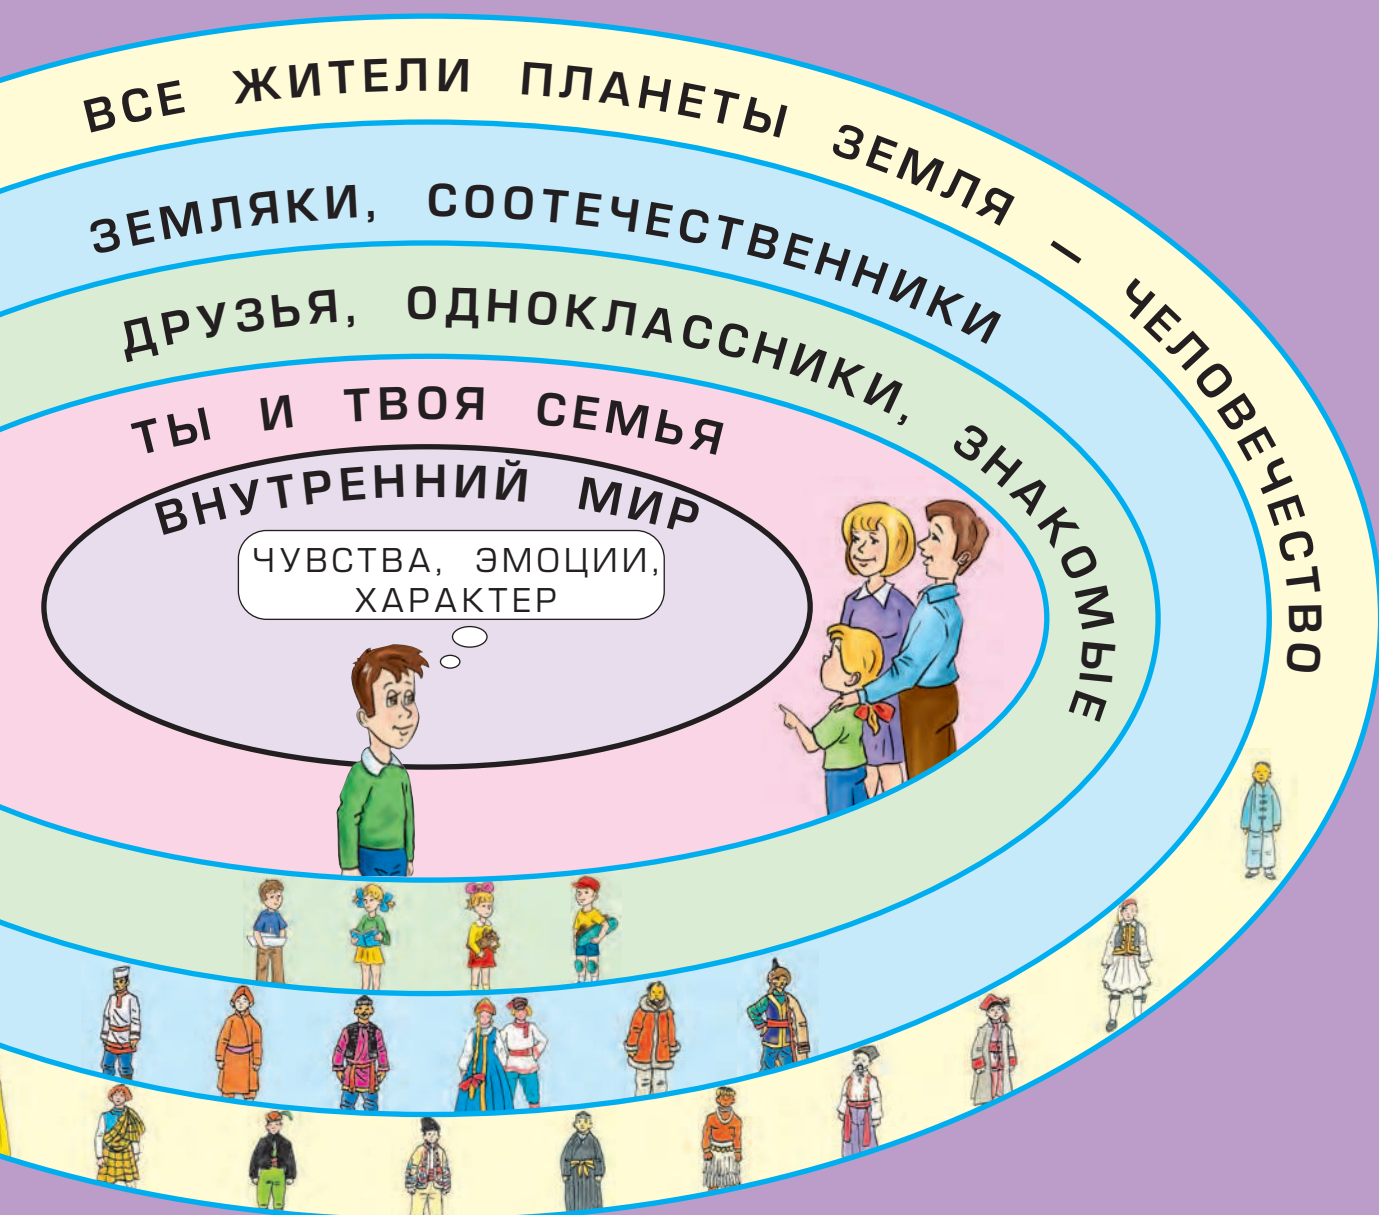 ВСЕ ЖИТЕЛИ ПЛАНЕТЫ ЗЕМЛЯ – ЧЕЛОВЕЧЕСТВО
ЗЕМЛЯКИ, СООТЕЧЕСТВЕННИКИ
ДРУЗЬЯ, ОДНОКЛАССНИКИ, ЗНАКОМЫЕ
ТЫ И ТВОЯ СЕМЬЯ
ВНУТРЕННИЙ МИР
ЧУВСТВА, ЭМОЦИИ,
ХАРАКТЕР